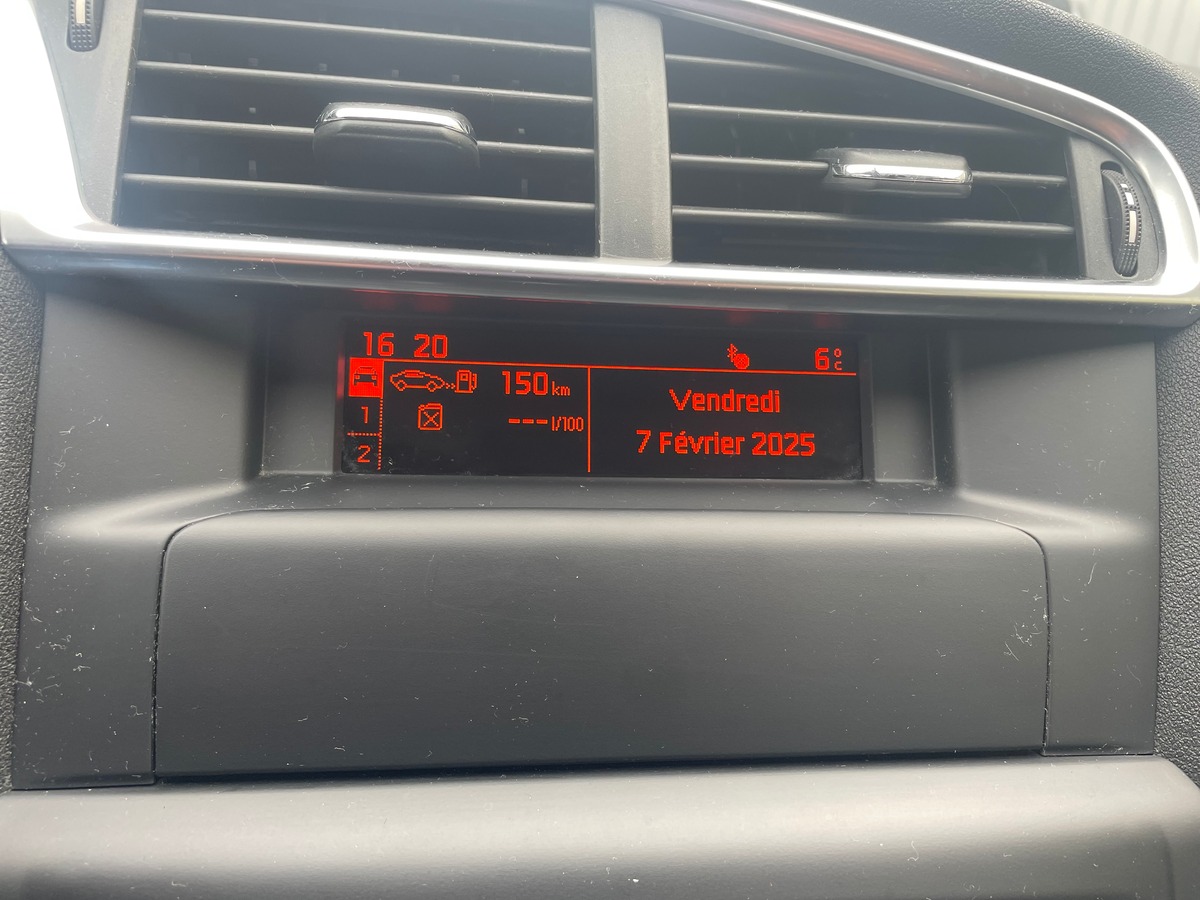 16 20
6°C
150 km
1
--- l/100
2
Vendredi
7 Février 2025